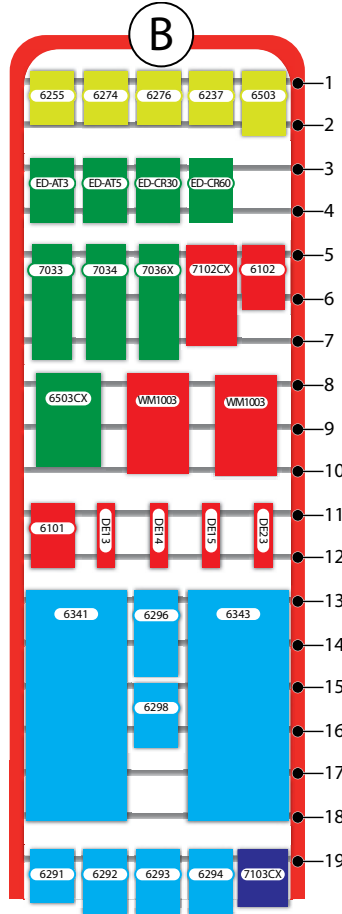 B
6255 6274 6276 6237 6503 1
2
ED-AT3 ED-AT5 ED-CR30 ED-CR60 3
4
7033 7034 7036X 7102CX 6102 5
6
7
8
6503CX WM1003 WM1003
9
10
11
6101 DE13 DE14 DE15 DE23
12
13
6341 6296 6343
14
15
6298
16
17
18
19
6291 6292 6293 6294 7103CX